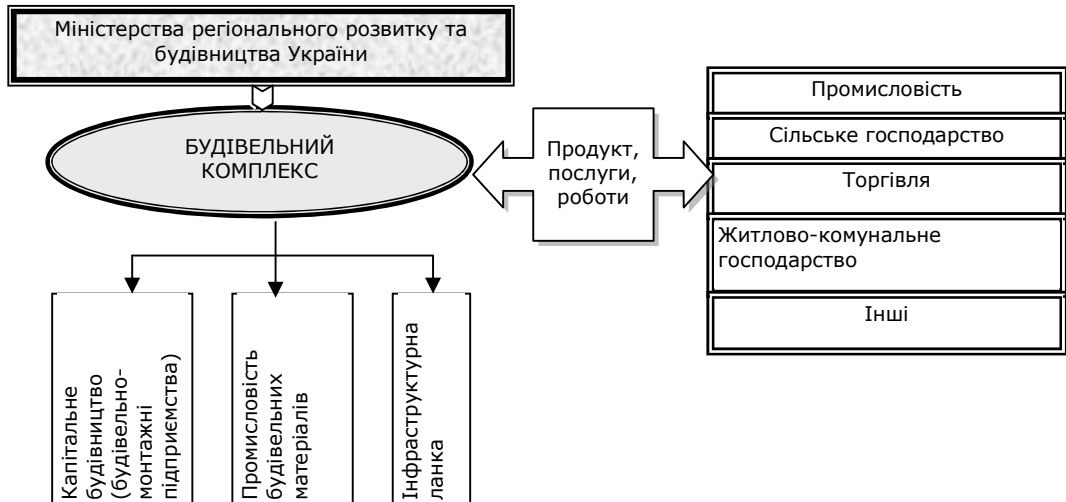 Міністерства регіонального розвитку та
будівництва України
БУДІВЕЛЬНИЙ
КОМПЛЕКС
Продукт,
послуги,
роботи
Промисловість
Сільське господарство
Торгівля
Житлово-комунальне
господарство
Інші
Капітальне
будівництво
(будівельно-
монтажні
підприємства)
Промисловість
будівельних
матеріалів
Інфраструктурна
ланка